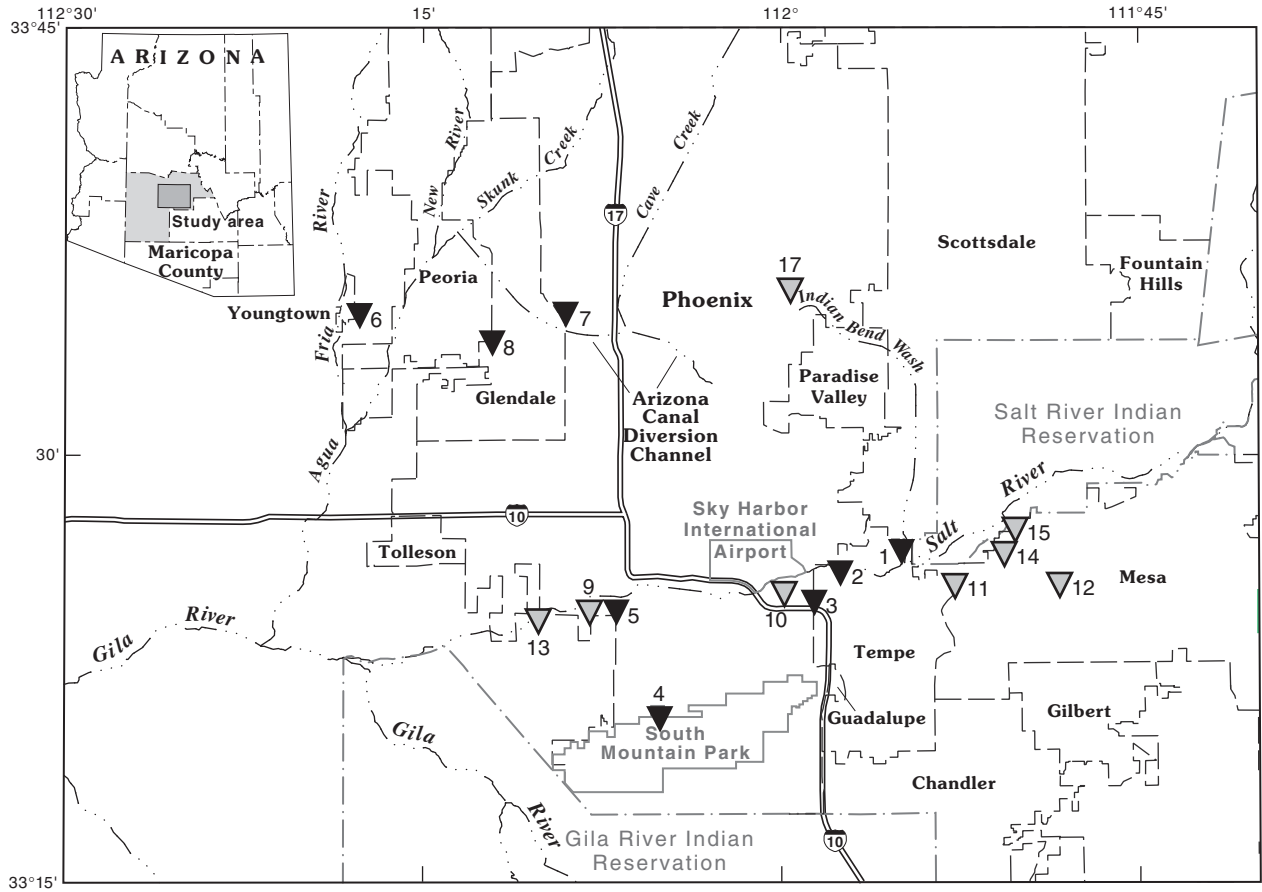 112°30'
15'
112°
111°45'
33°45'
ARIZONA
Study area
Maricopa
County
River
New
River
Skunk
Creek
Cave
Creek
17
Scottsdale
Fountain
Hills
Peoria
Phoenix
17
Indian Bend Wash
Youngtown
6
7
8
Fria
Glendale
Arizona
Canal
Diversion
Channel
Paradise
Valley
Salt River Indian
Reservation
30'
Agua
River
Sky Harbor
International
Airport
10
Tolleson
1
Salt
15
14
2
11
12
Mesa
9
5
10
3
13
Gila
River
Tempe
4
South
Mountain Park
Guadalupe
Gilbert
Gila
River
Chandler
10
Gila River Indian
Reservation
33°15'